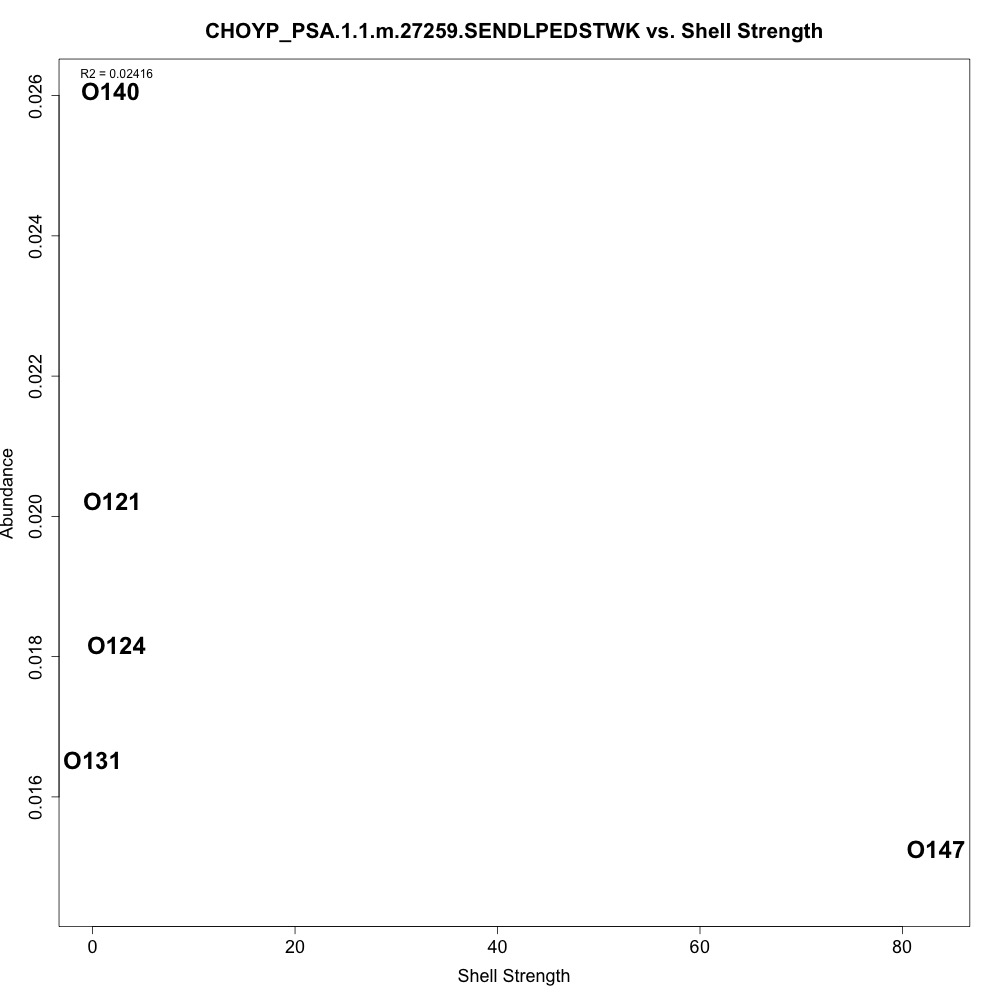 CHOYP_PSA.1.1.m.27259.SENDLPEDSTWK vs. Shell Strength
R2 = 0.02416
O140
O121
O124
O131
O147
0.026
0.024
0.022
0.020
0.018
0.016
Abundance
0 20 40 60 80
Shell Strength